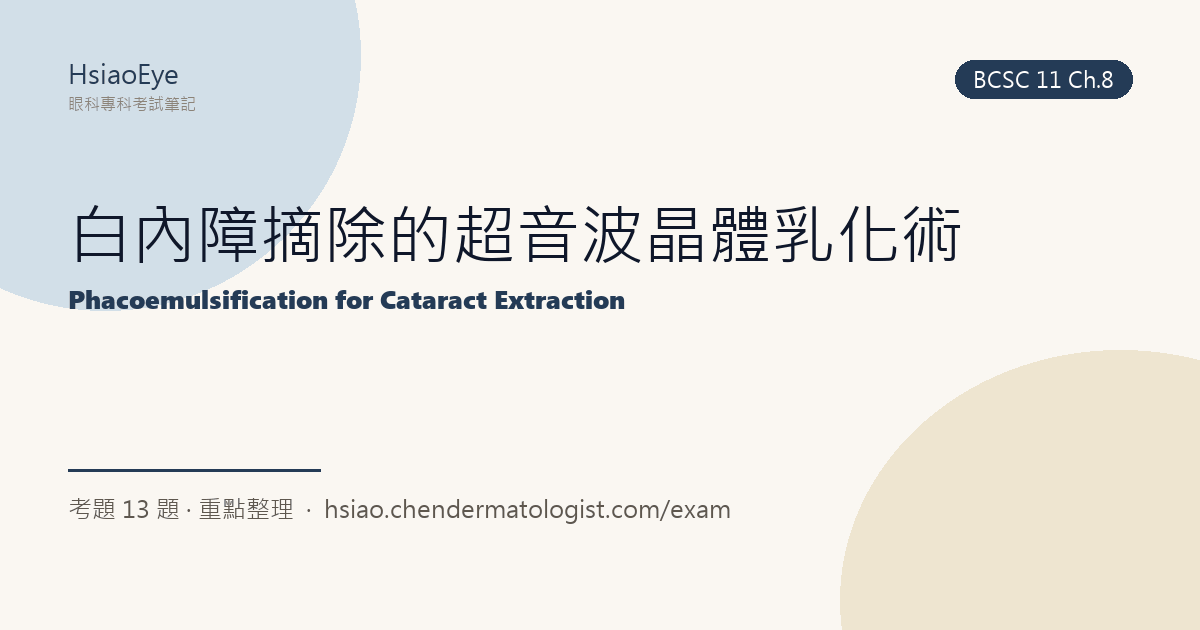 HsiaoEye
眼科專科考試筆記
BCSC 11 Ch.8
白內障摘除的超音波晶體乳化術
Phacoemulsification for Cataract Extraction
考題 13 題 · 重點整理 · hsiao.chendermatologist.com/exam